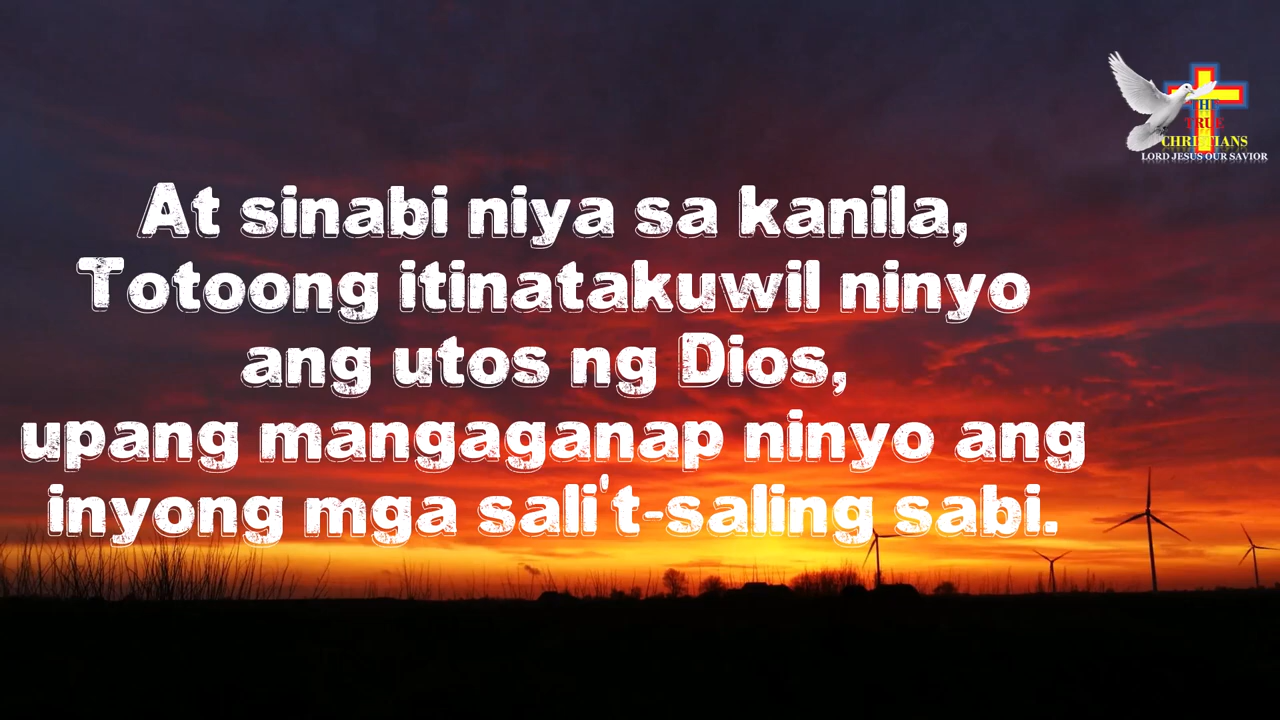 THE
TRUE
CHRISTIANS
LORD JESUS OUR SAVIOR
At sinabi niya sa kanila,
Totoong itinatakuwil ninyo
ang utos ng Dios,
upang mangaganap ninyo ang
inyong mga sali't-saling sabi.